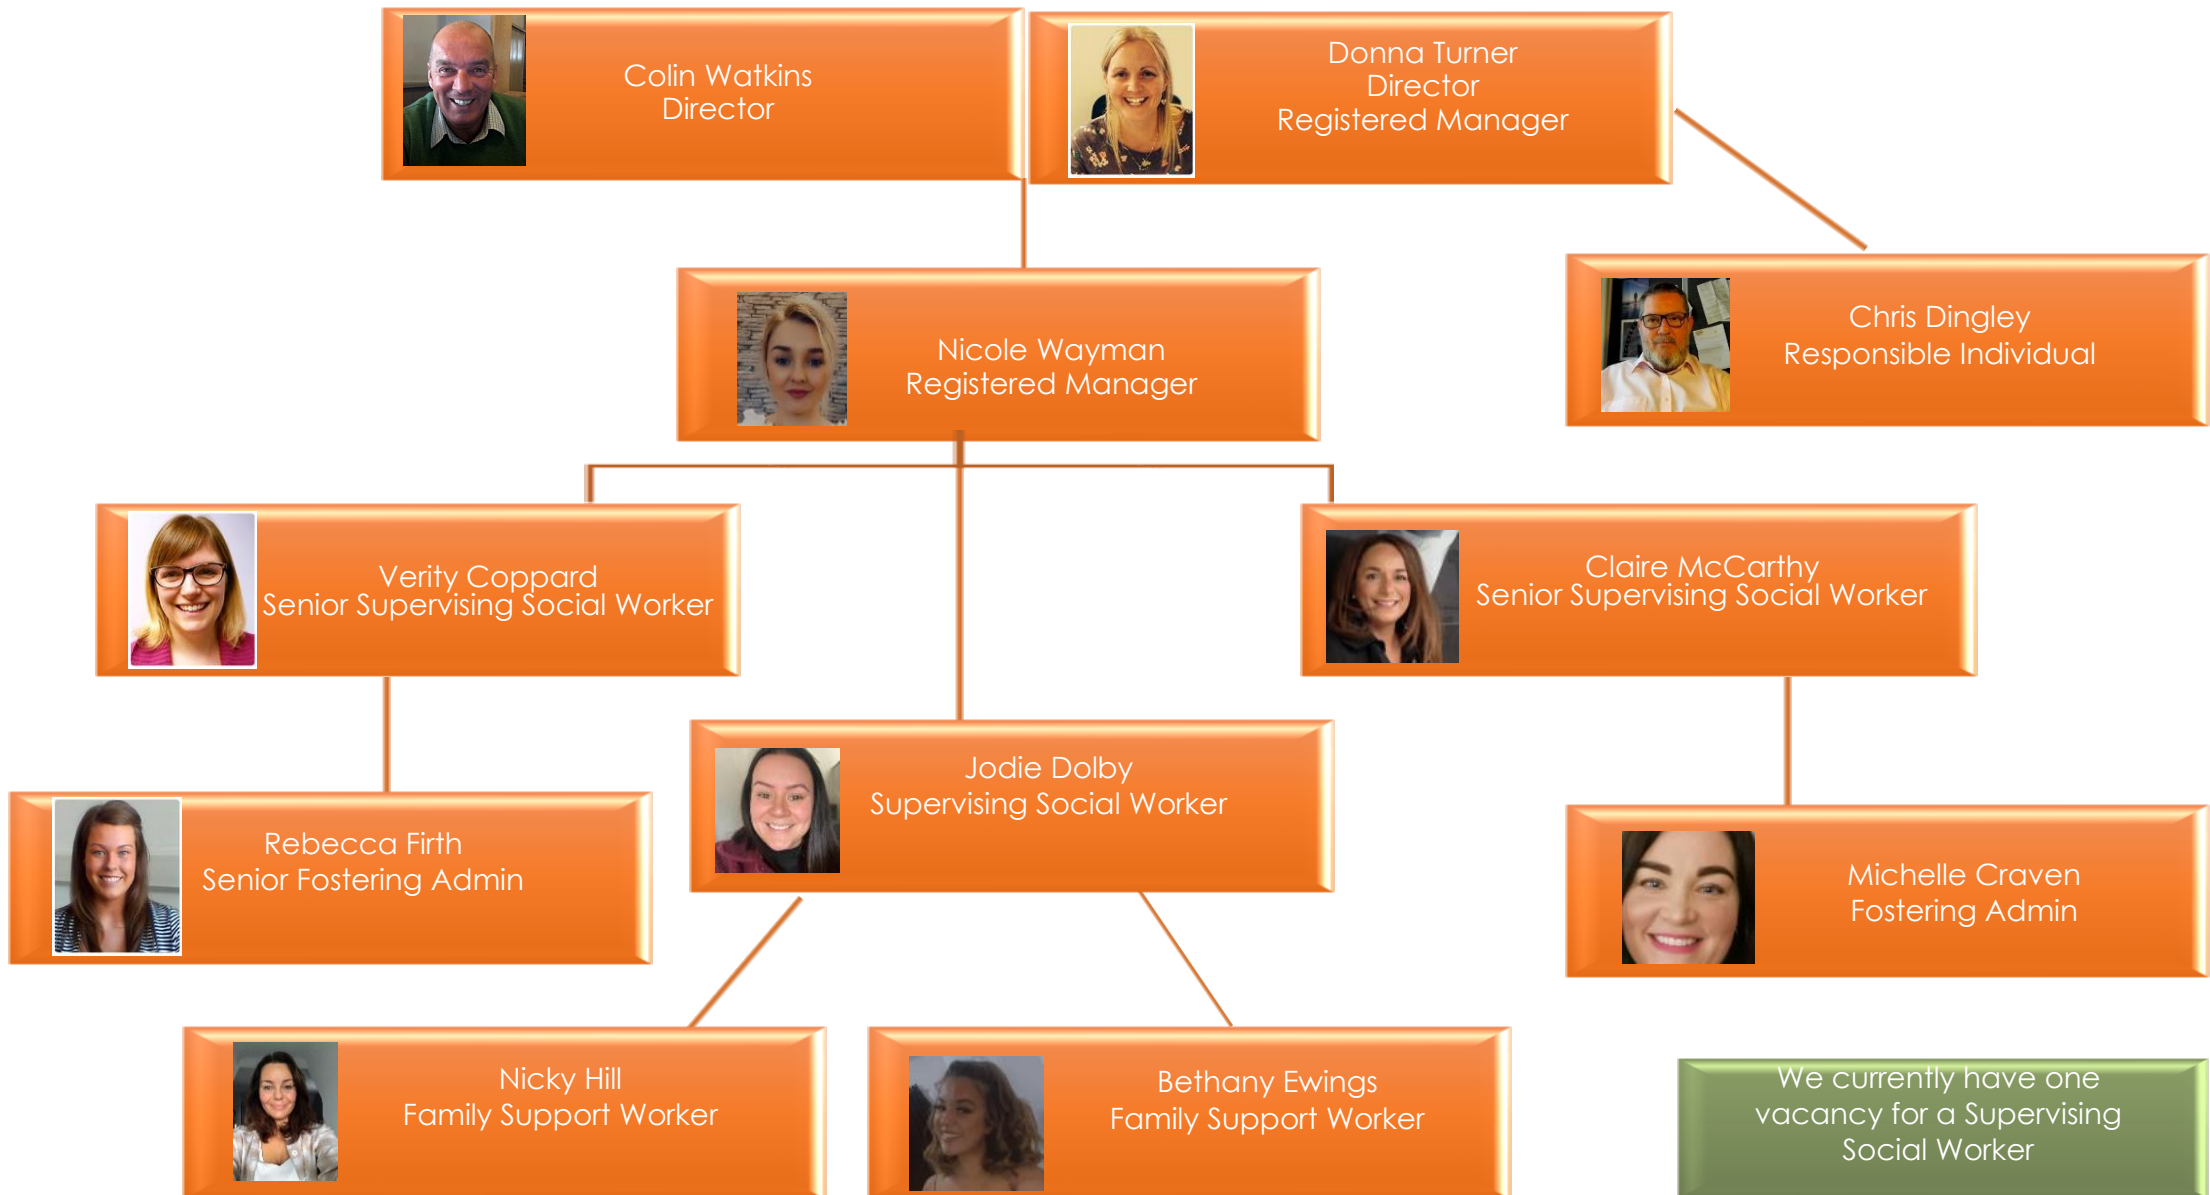 Colin Watkins
Director
Donna Turner
Director
Registered Manager
Nicole Wayman
Registered Manager
Chris Dingley
Responsible Individual
Verity Coppard
Senior Supervising Social Worker
Claire McCarthy
Senior Supervising Social Worker
Jodie Dolby
Supervising Social Worker
Rebecca Firth
Senior Fostering Admin
Michelle Craven
Fostering Admin
Nicky Hill
Family Support Worker
Bethany Ewings
Family Support Worker
We currently have one
vacancy for a Supervising
Social Worker